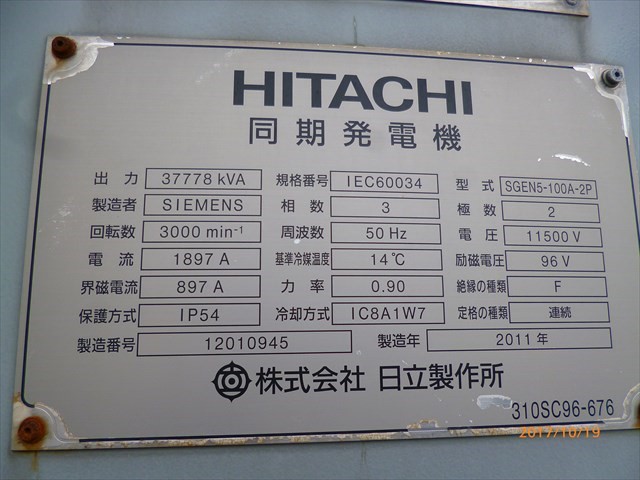 HITACHI
同期発電機
出力 37778 kVA 規格番号 IEC60034 型式 SGEN5-100A-2P
製造者 SIEMENS 相数 3 極数 2
回転数 3000 min⁻¹ 周波数 50 Hz 電圧 11500 V
電流 1897 A 基準冷媒温度 14℃ 励磁電圧 96 V
界磁電流 897 A 力率 0.90 絶縁の種類 F
保護方式 IP54 冷却方式 IC8A1W7 定格の種類 連続
製造番号 12010945 製造年 2011 年
株式会社 日立製作所
310SC96-676
2017/10/19